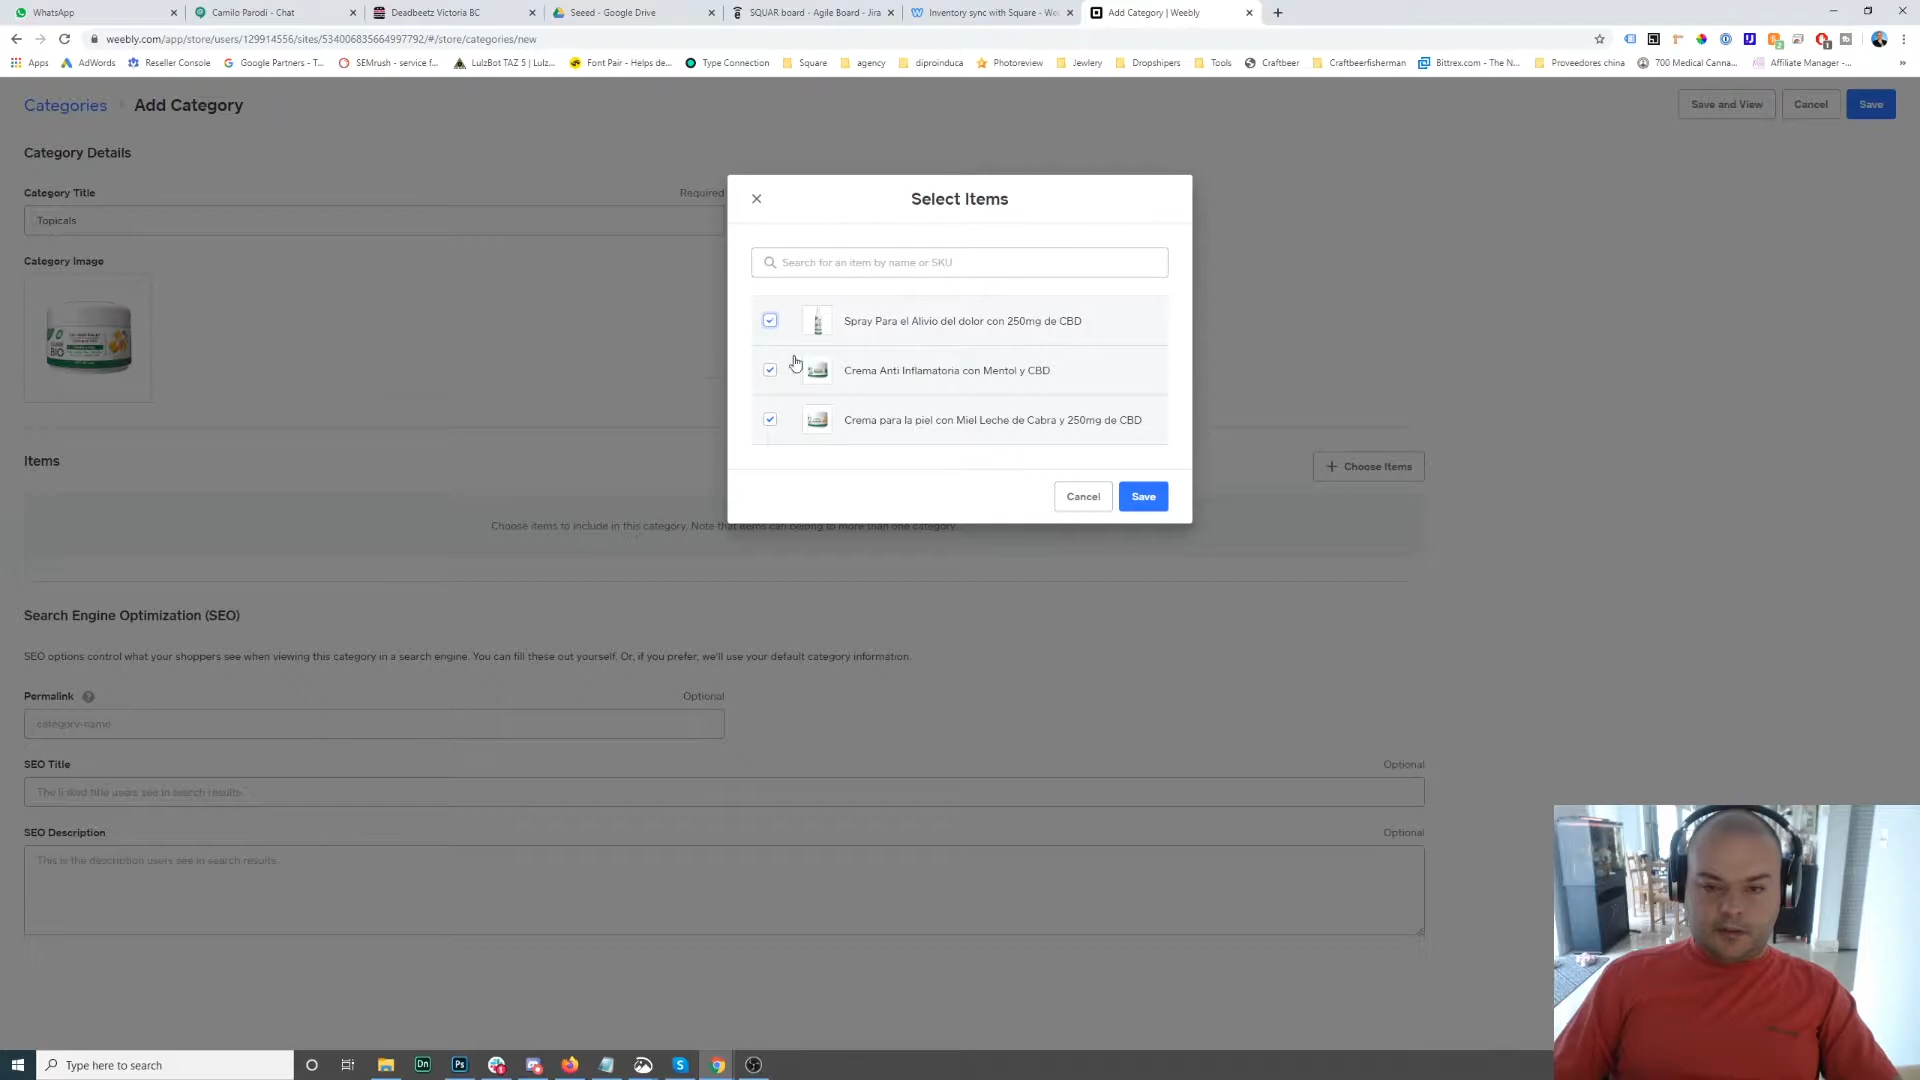 WhatsApp
Camilo Parodi - Chat
Deadbeetz Victoria BC
Seeed - Google Drive
SQUAR board - Agile Board - Jira
Inventory sync with Square - We
Add Category | Weebly
weebly.com/app/store/users/129914556/sites/534006835664997792/#/store/categories/new
Apps
AdWords
Reseller Console
Google Partners - T...
SEMrush - service f...
LulzBot TAZ 5 | Lulz...
Font Pair - Helps de...
Type Connection
Square
agency
diproinduca
Photoreview
Jewlery
Dropshipers
Tools
Craftbeer
Craftbeerfisherman
Bittrex.com - The N...
Proveedores china
700 Medical Canna...
Affiliate Manager -...
Categories
Add Category
Save and View
Cancel
Save
Category Details
Category Title
Required
Topicals
Category Image
Select Items
Search for an item by name or SKU
Spray Para el Alivio del dolor con 250mg de CBD
Crema Anti Inflamatoria con Mentol y CBD
Crema para la piel con Miel Leche de Cabra y 250mg de CBD
Cancel
Save
Items
Choose Items
Choose items to include in this category. Note that items can belong to more than one category.
Search Engine Optimization (SEO)
SEO options control what your shoppers see when viewing this category in a search engine. You can fill these out yourself. Or, if you prefer, we'll use your default category information.
Permalink
Optional
category-name
SEO Title
Optional
The linked title users see in search results.
SEO Description
Optional
This is the description users see in search results.
Type here to search